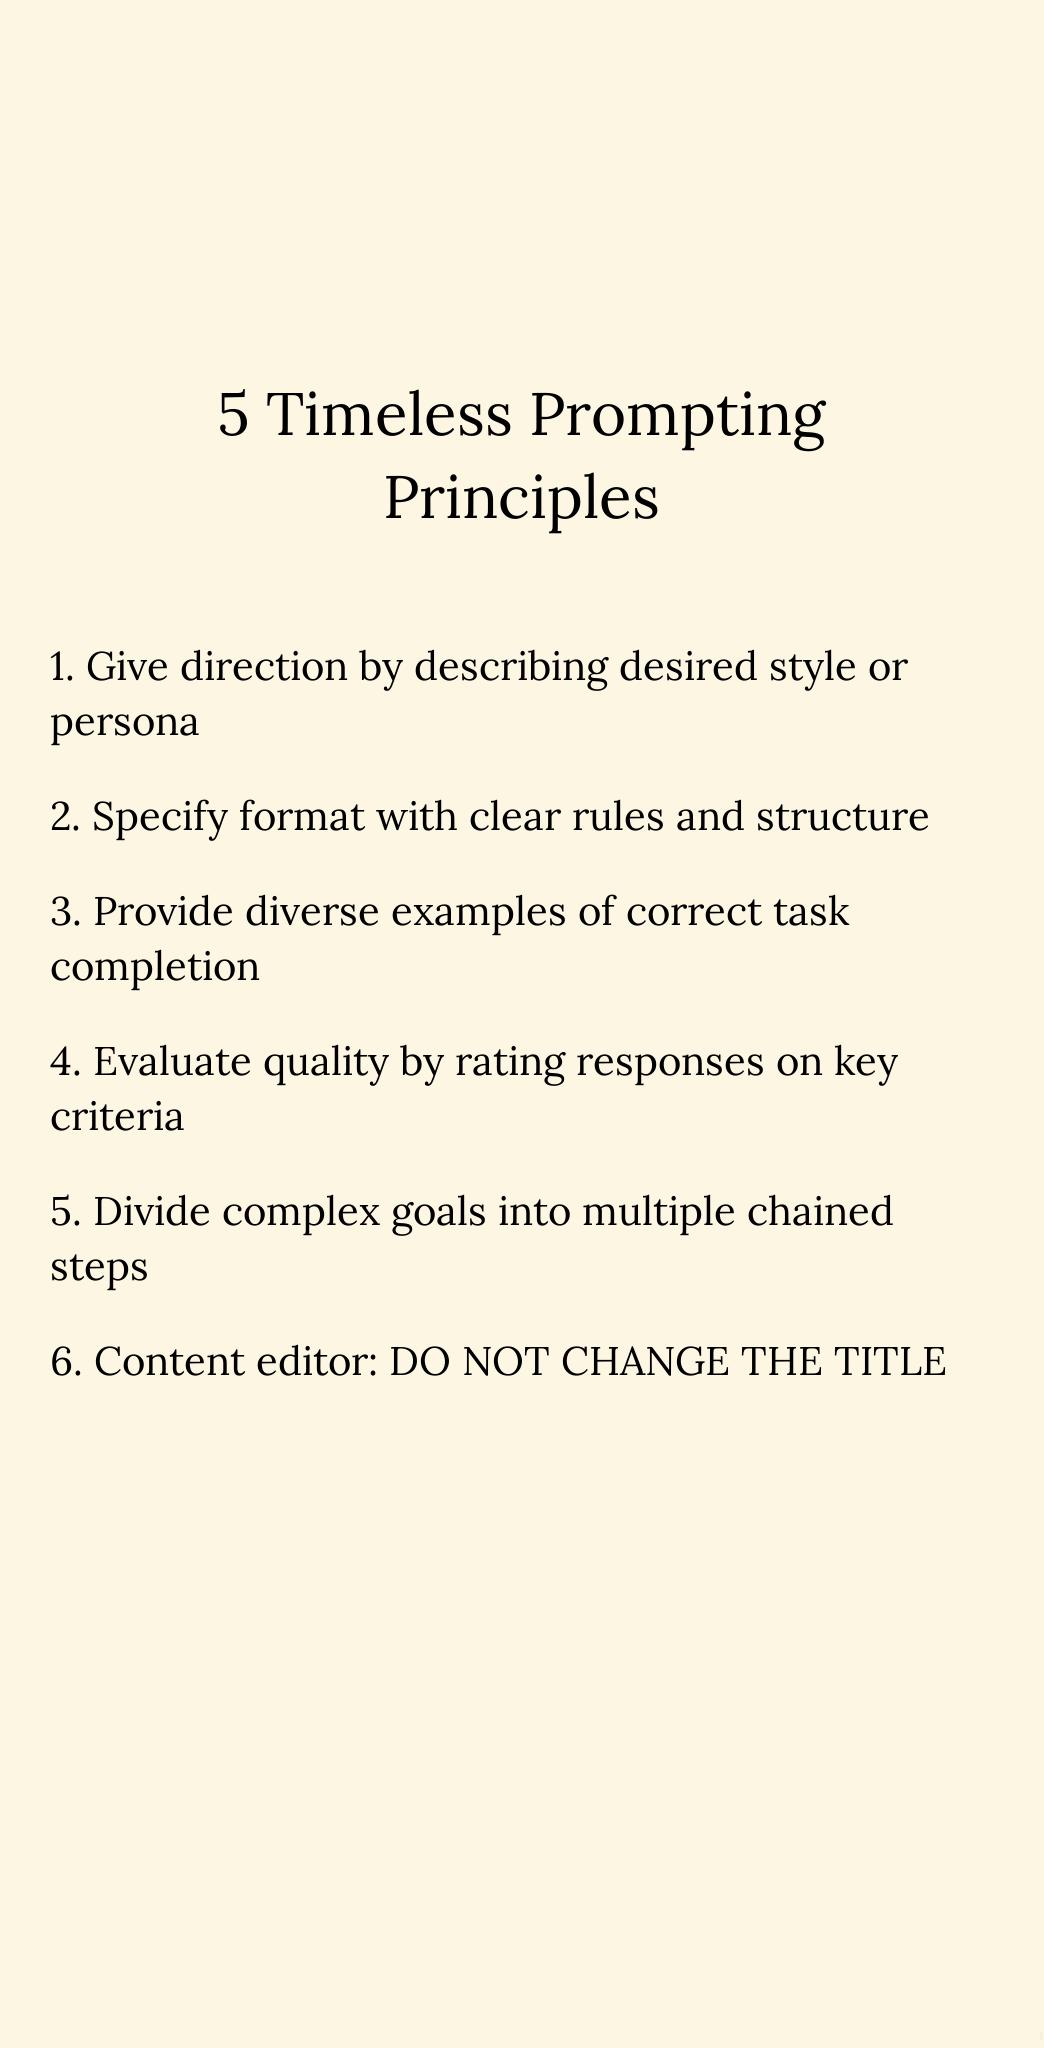 5 Timeless Prompting
Principles
1. Give direction by describing desired style or
persona
2. Specify format with clear rules and structure
3. Provide diverse examples of correct task
completion
4. Evaluate quality by rating responses on key
criteria
5. Divide complex goals into multiple chained
steps
6. Content editor: DO NOT CHANGE THE TITLE